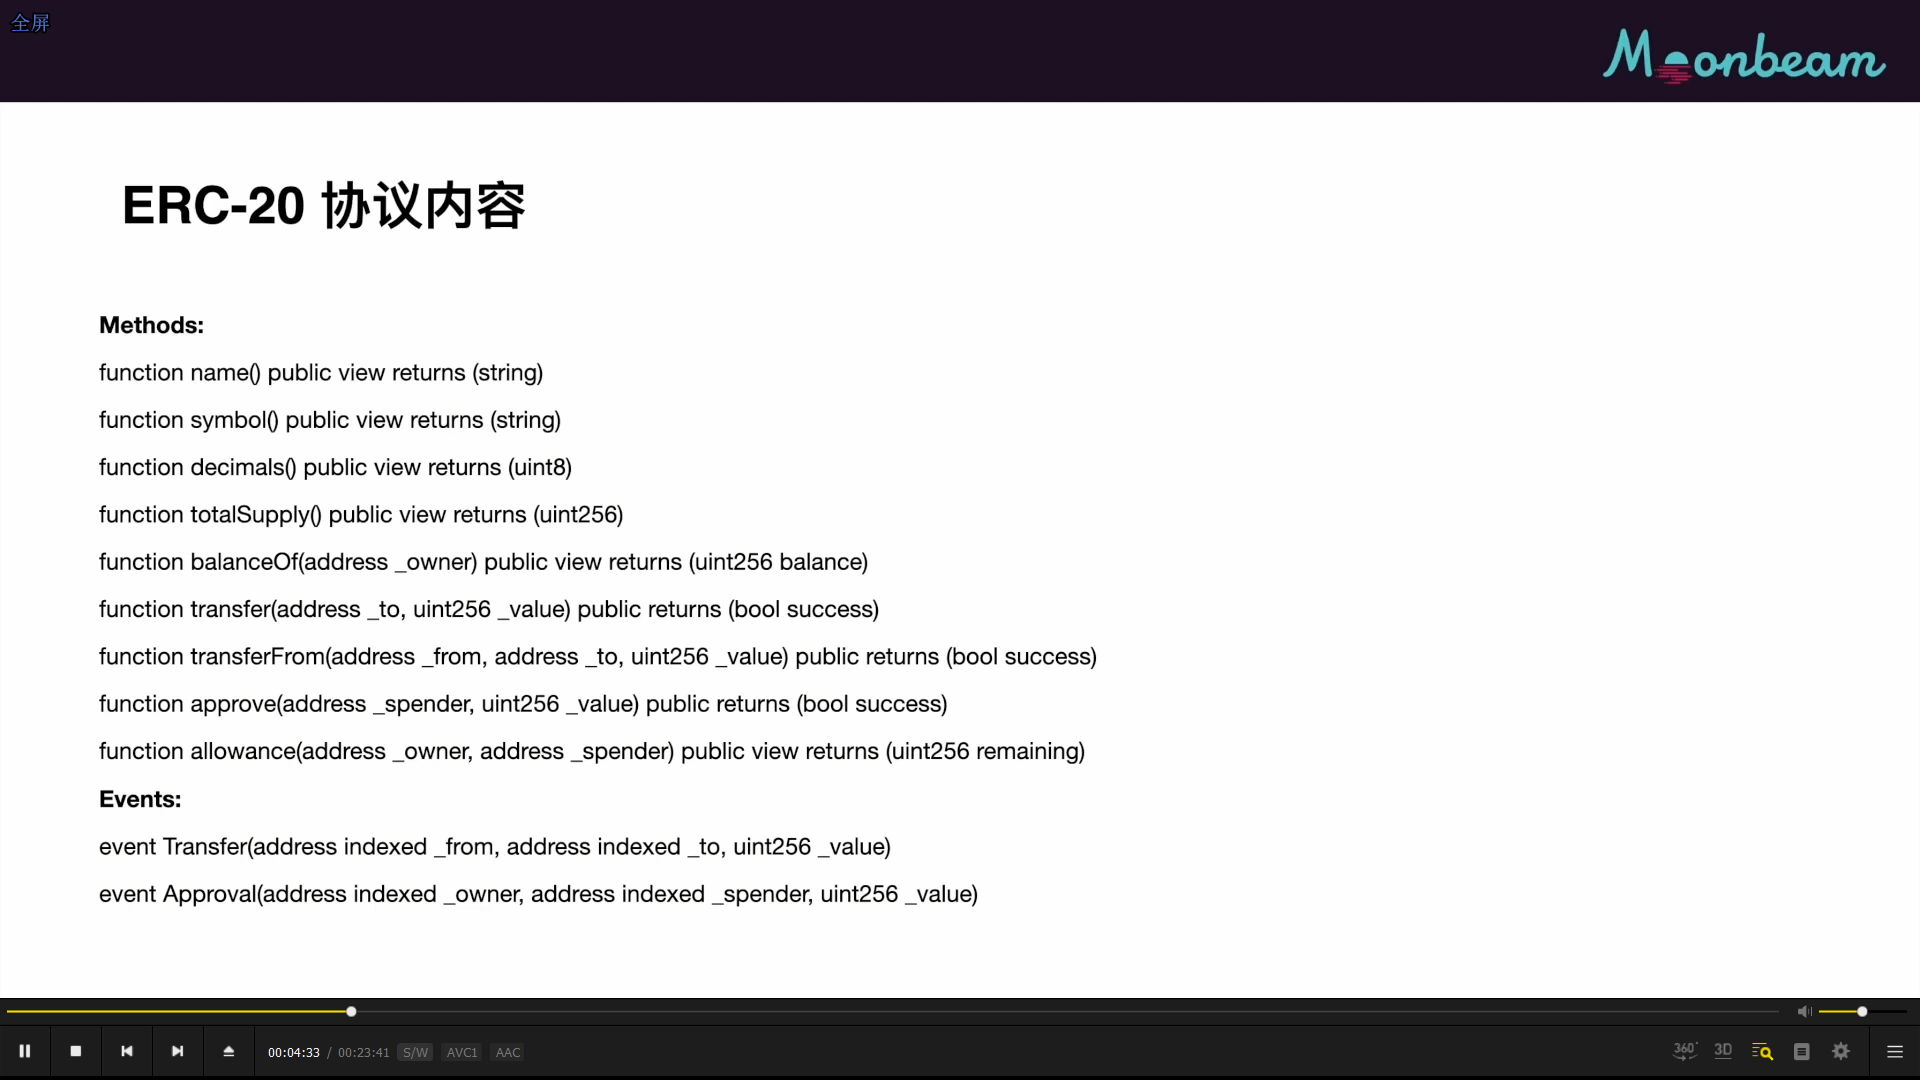 全屏
Moonbeam
ERC-20 协议内容
Methods:
function name() public view returns (string)
function symbol() public view returns (string)
function decimals() public view returns (uint8)
function totalSupply() public view returns (uint256)
function balanceOf(address _owner) public view returns (uint256 balance)
function transfer(address _to, uint256 _value) public returns (bool success)
function transferFrom(address _from, address _to, uint256 _value) public returns (bool success)
function approve(address _spender, uint256 _value) public returns (bool success)
function allowance(address _owner, address _spender) public view returns (uint256 remaining)
Events:
event Transfer(address indexed _from, address indexed _to, uint256 _value)
event Approval(address indexed _owner, address indexed _spender, uint256 _value)
00:04:33 / 00:23:41 S/W AVC1 AAC 360° 3D